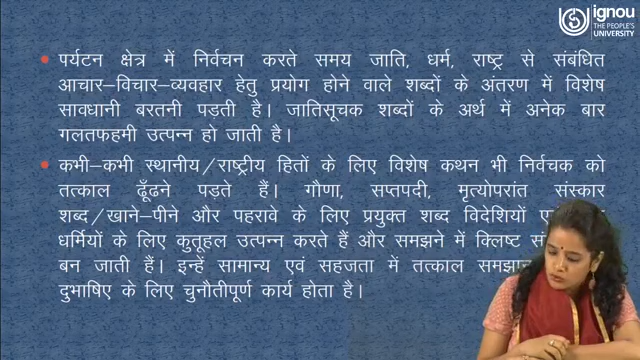 ignou
THE PEOPLE'S
UNIVERSITY
• पर्यटन क्षेत्र में निर्वचन करते समय जाति, धर्म, राष्ट्र से संबंधित
आचार–विचार–व्यवहार हेतु प्रयोग होने वाले शब्दों के अंतरण में विशेष
सावधानी बरतनी पड़ती है। जातिसूचक शब्दों के अर्थ में अनेक बार
गलतफहमी उत्पन्न हो जाती है।
• कभी–कभी स्थानीय/राष्ट्रीय हितों के लिए विशेष कथन भी निर्वचक को
तत्काल ढूँढने पड़ते हैं। गौणा, सप्तपदी, मृत्योपरांत संस्कार
शब्द/खाने–पीने और पहरावे के लिए प्रयुक्त शब्द विदेशियों
धर्मियों के लिए कुतूहल उत्पन्न करते हैं और समझने में क्लिष्ट
बन जाती हैं। इन्हें सामान्य एवं सहजता में तत्काल
दुभाषिए के लिए चुनौतीपूर्ण कार्य होता है।